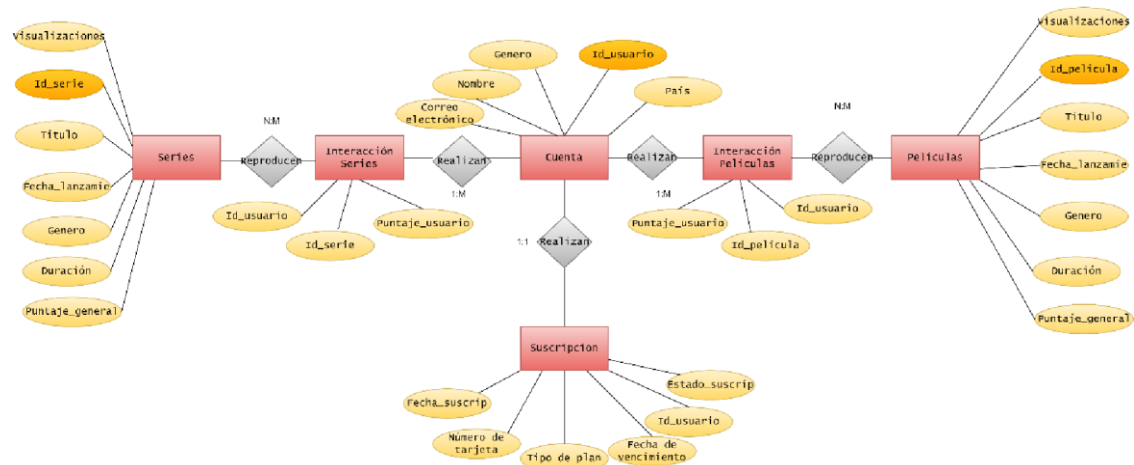 Visualizaciones
Id_serie
Titulo
Fecha_lanzamie
Genero
Duración
Puntaje_general
Series
N:M
Reproducen
Interacción
Series
Id_usuario
Id_serie
Puntaje_usuario
Realizan
1:M
Correo
electrónico
Nombre
Genero
Id_usuario
País
Cuenta
Realizan
1:M
Interacción
Peliculas
Puntaje_usuario
Id_pelicula
Id_usuario
N:M
Reproducen
Peliculas
Visualizaciones
Id_pelicula
Titulo
Fecha_lanzamie
Genero
Duración
Puntaje_general
1:1
Realizan
Suscripcion
Fecha_suscrip
Número de
tarjeta
Tipo de plan
Fecha de
vencimiento
Id_usuario
Estado_suscrip